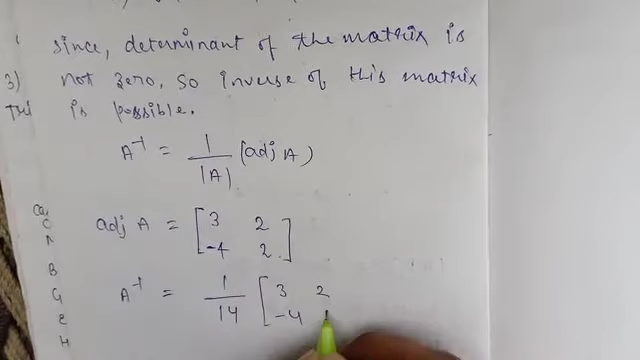 since, determinant of the matrix is
3) not zero, so inverse of this matrix
is possible.
A⁻¹ = 1/|A| (adj A)
adj A = [3 2
-4 2]
A⁻¹ = 1/14 [3 2
-4